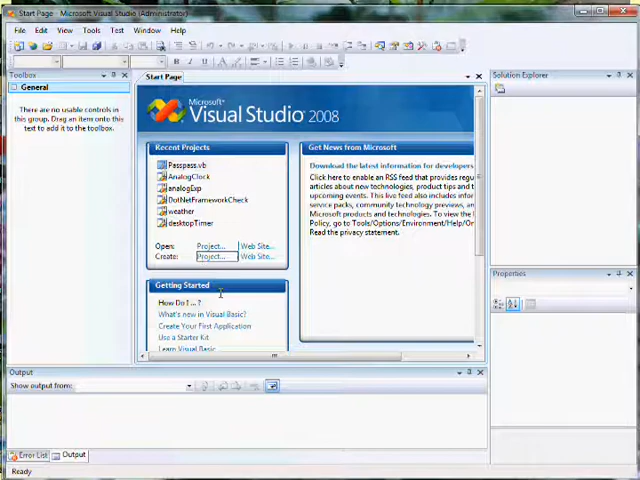 Start Page - Microsoft Visual Studio (Administrator)
File Edit View Tools Test Window Help
Toolbox
General
There are no usable controls in
this group. Drag an item onto this
text to add it to the toolbox.
Start Page
Microsoft
Visual Studio 2008
Recent Projects
Passpass.vb
AnalogClock
analogExp
DotNetFrameworkCheck
weather
desktopTimer
Open: Project... Web Site...
Create: Project... Web Site...
Getting Started
How Do I ... ?
What's new in Visual Basic?
Create Your First Application
Use a Starter Kit
Learn Visual Basic
Get News from Microsoft
Download the latest information for developers
Click here to enable an RSS feed that provides regu
articles about new technologies, product tips and
upcoming events. This live feed also includes infor
service packs, community technology previews, an
Microsoft products and technologies. To view the
Policy, go to Tools/Options/Environment/Help/Or
Read the privacy statement.
Solution Explorer
Properties
Output
Show output from:
Error List Output
Ready